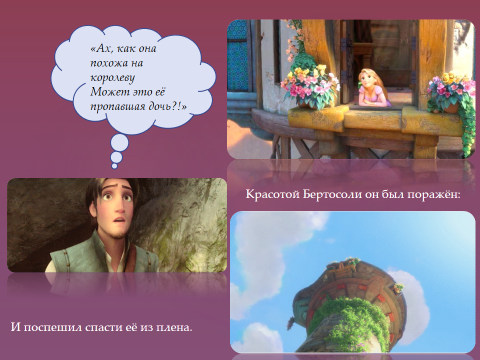 «Ах, как она
похожа на
королеву
Может это её
пропавшая дочь?!»
Красотой Бертосоли он был поражён:
И поспешил спасти её из плена.